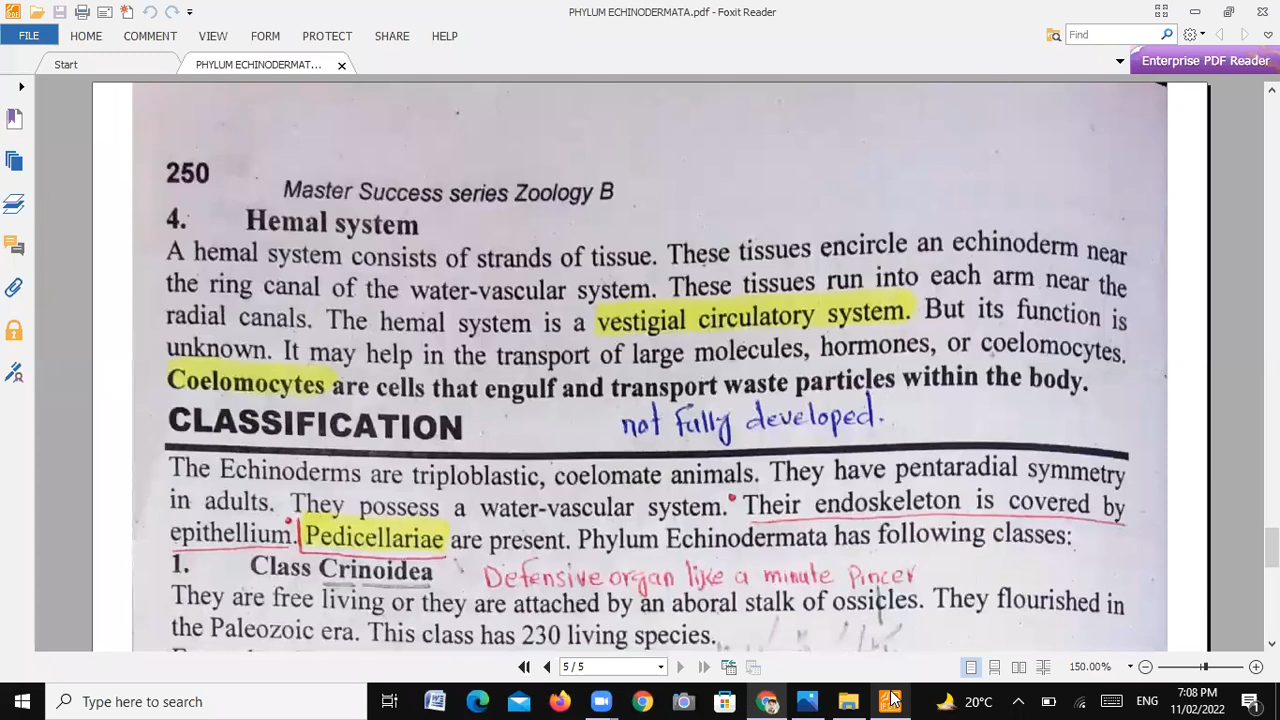 PHYLUM ECHINODERMATA.pdf - Foxit Reader
FILE HOME COMMENT VIEW FORM PROTECT SHARE HELP
Find
Start
PHYLUM ECHINODERMAT...
Enterprise PDF Reader
250
Master Success series Zoology B
4. Hemal system
A hemal system consists of strands of tissue. These tissues encircle an echinoderm near
the ring canal of the water-vascular system. These tissues run into each arm near the
radial canals. The hemal system is a vestigial circulatory system. But its function is
unknown. It may help in the transport of large molecules, hormones, or coelomocytes.
Coelomocytes are cells that engulf and transport waste particles within the body.
not fully developed.
CLASSIFICATION
The Echinoderms are triploblastic, coelomate animals. They have pentaradial symmetry
in adults. They possess a water-vascular system. Their endoskeleton is covered by
epithellium. Pedicellariae are present. Phylum Echinodermata has following classes:
1. Class Crinoidea
Defensive organ like a minute Pincer
They are free living or they are attached by an aboral stalk of ossicles. They flourished in
the Paleozoic era. This class has 230 living species.
5 / 5
150.00%
Type here to search
20°C
ENG
7:08 PM
11/02/2022